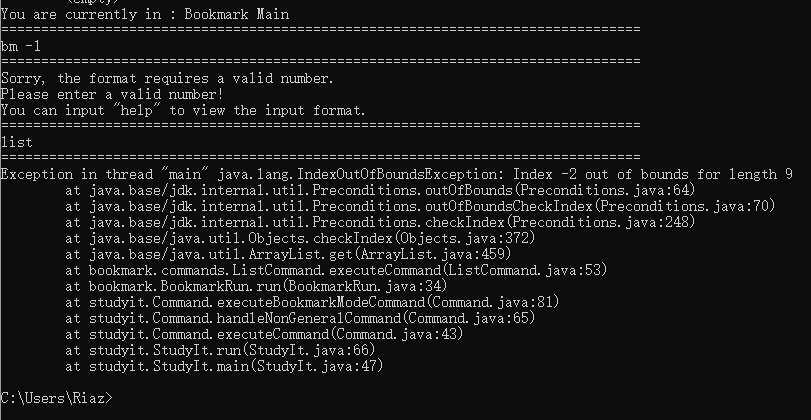 <empty>
You are currently in : Bookmark Main
================================================================================
bm -1
================================================================================
Sorry, the format requires a valid number.
Please enter a valid number!
You can input "help" to view the input format.
================================================================================
list
================================================================================
Exception in thread "main" java.lang.IndexOutOfBoundsException: Index -2 out of bounds for length 9
at java.base/jdk.internal.util.Preconditions.outOfBounds(Preconditions.java:64)
at java.base/jdk.internal.util.Preconditions.outOfBoundsCheckIndex(Preconditions.java:70)
at java.base/jdk.internal.util.Preconditions.checkIndex(Preconditions.java:248)
at java.base/java.util.Objects.checkIndex(Objects.java:372)
at java.base/java.util.ArrayList.get(ArrayList.java:459)
at bookmark.commands.ListCommand.executeCommand(ListCommand.java:53)
at bookmark.BookmarkRun.run(BookmarkRun.java:34)
at studyit.Command.executeBookmarkModeCommand(Command.java:81)
at studyit.Command.handleNonGeneralCommand(Command.java:65)
at studyit.Command.executeCommand(Command.java:43)
at studyit.StudyIt.run(StudyIt.java:66)
at studyit.StudyIt.main(StudyIt.java:47)
C:\Users\Riaz>